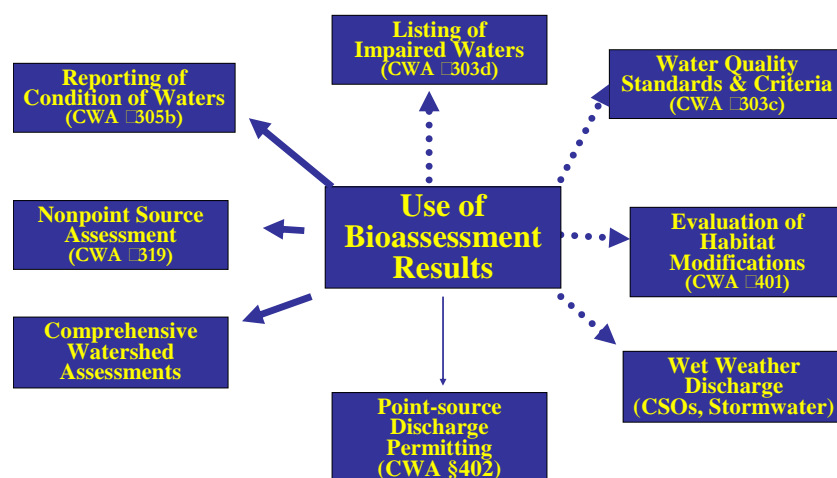 Listing of
Impaired Waters
(CWA □303d)
Reporting of
Condition of Waters
(CWA □305b)
Water Quality
Standards & Criteria
(CWA □303c)
Nonpoint Source
Assessment
(CWA □319)
Use of
Bioassessment
Results
Evaluation of
Habitat
Modifications
(CWA □401)
Comprehensive
Watershed
Assessments
Wet Weather
Discharge
(CSOs, Stormwater)
Point-source
Discharge
Permitting
(CWA §402)